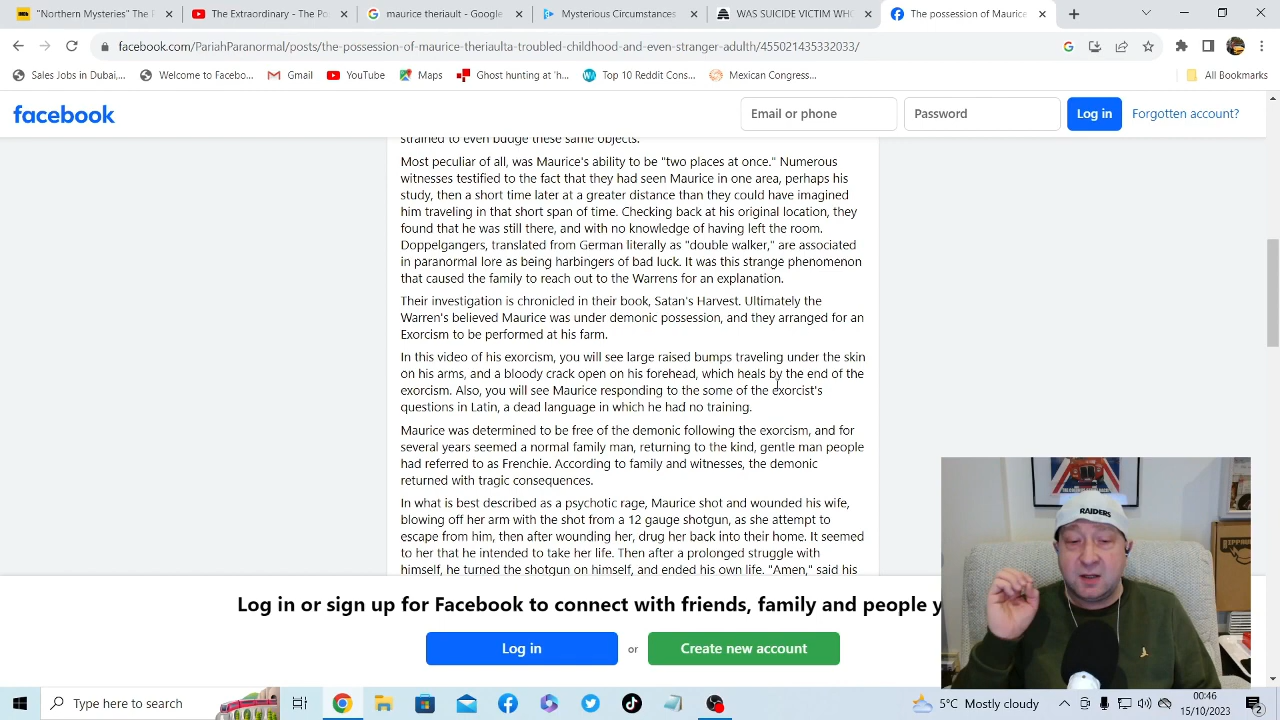 "Northern Mysteries" The
The Extraordinary - The P
maurice theriault - Google
Mysterious Circumstances
WAS SUICIDE VICTIM WHO
The possession of Maurice
facebook.com/PariahParanormal/posts/the-possession-of-maurice-theriaulta-troubled-childhood-and-even-stranger-adulth/455021435332033/
Sales Jobs in Dubai,...
Welcome to Facebo...
Gmail
YouTube
Maps
Ghost hunting at 'h...
Top 10 Reddit Cons...
Mexican Congress...
All Bookmarks
facebook
Email or phone
Password
Log in
Forgotten account?
strained to even budge these same objects.
Most peculiar of all, was Maurice's ability to be "two places at once." Numerous
witnesses testified to the fact that they had seen Maurice in one area, perhaps his
study, then a short time later at a greater distance than they could have imagined
him traveling in that short span of time. Checking back at his original location, they
found that he was still there, and with no knowledge of having left the room.
Doppelgangers, translated from German literally as "double walker," are associated
in paranormal lore as being harbingers of bad luck. It was this strange phenomenon
that caused the family to reach out to the Warrens for an explanation.
Their investigation is chronicled in their book, Satan's Harvest. Ultimately the
Warren's believed Maurice was under demonic possession, and they arranged for an
Exorcism to be performed at his farm.
In this video of his exorcism, you will see large raised bumps traveling under the skin
on his arms, and a bloody crack open on his forehead, which heals by the end of the
exorcism. Also, you will see Maurice responding to the some of the exorcist's
questions in Latin, a dead language in which he had no training.
Maurice was determined to be free of the demonic following the exorcism, and for
several years seemed a normal family man, returning to the kind, gentle man people
had referred to as Frenchie. According to family and witnesses, the demonic
returned with tragic consequences.
In what is best described as a psychotic rage, Maurice shot and wounded his wife,
blowing off her arm with the shot from a 12 gauge shotgun, as she attempt to
escape from him, then after wounding her, drug her back into their home. It seemed
to her that he intended to take her life. Then after a prolonged struggle with
himself, he turned the shotgun on himself, and ended his own life. "Amen," said his
RAIDERS
Log in or sign up for Facebook to connect with friends, family and people y
Log in
or
Create new account
Type here to search
5°C Mostly cloudy
00:46
15/10/2023
2